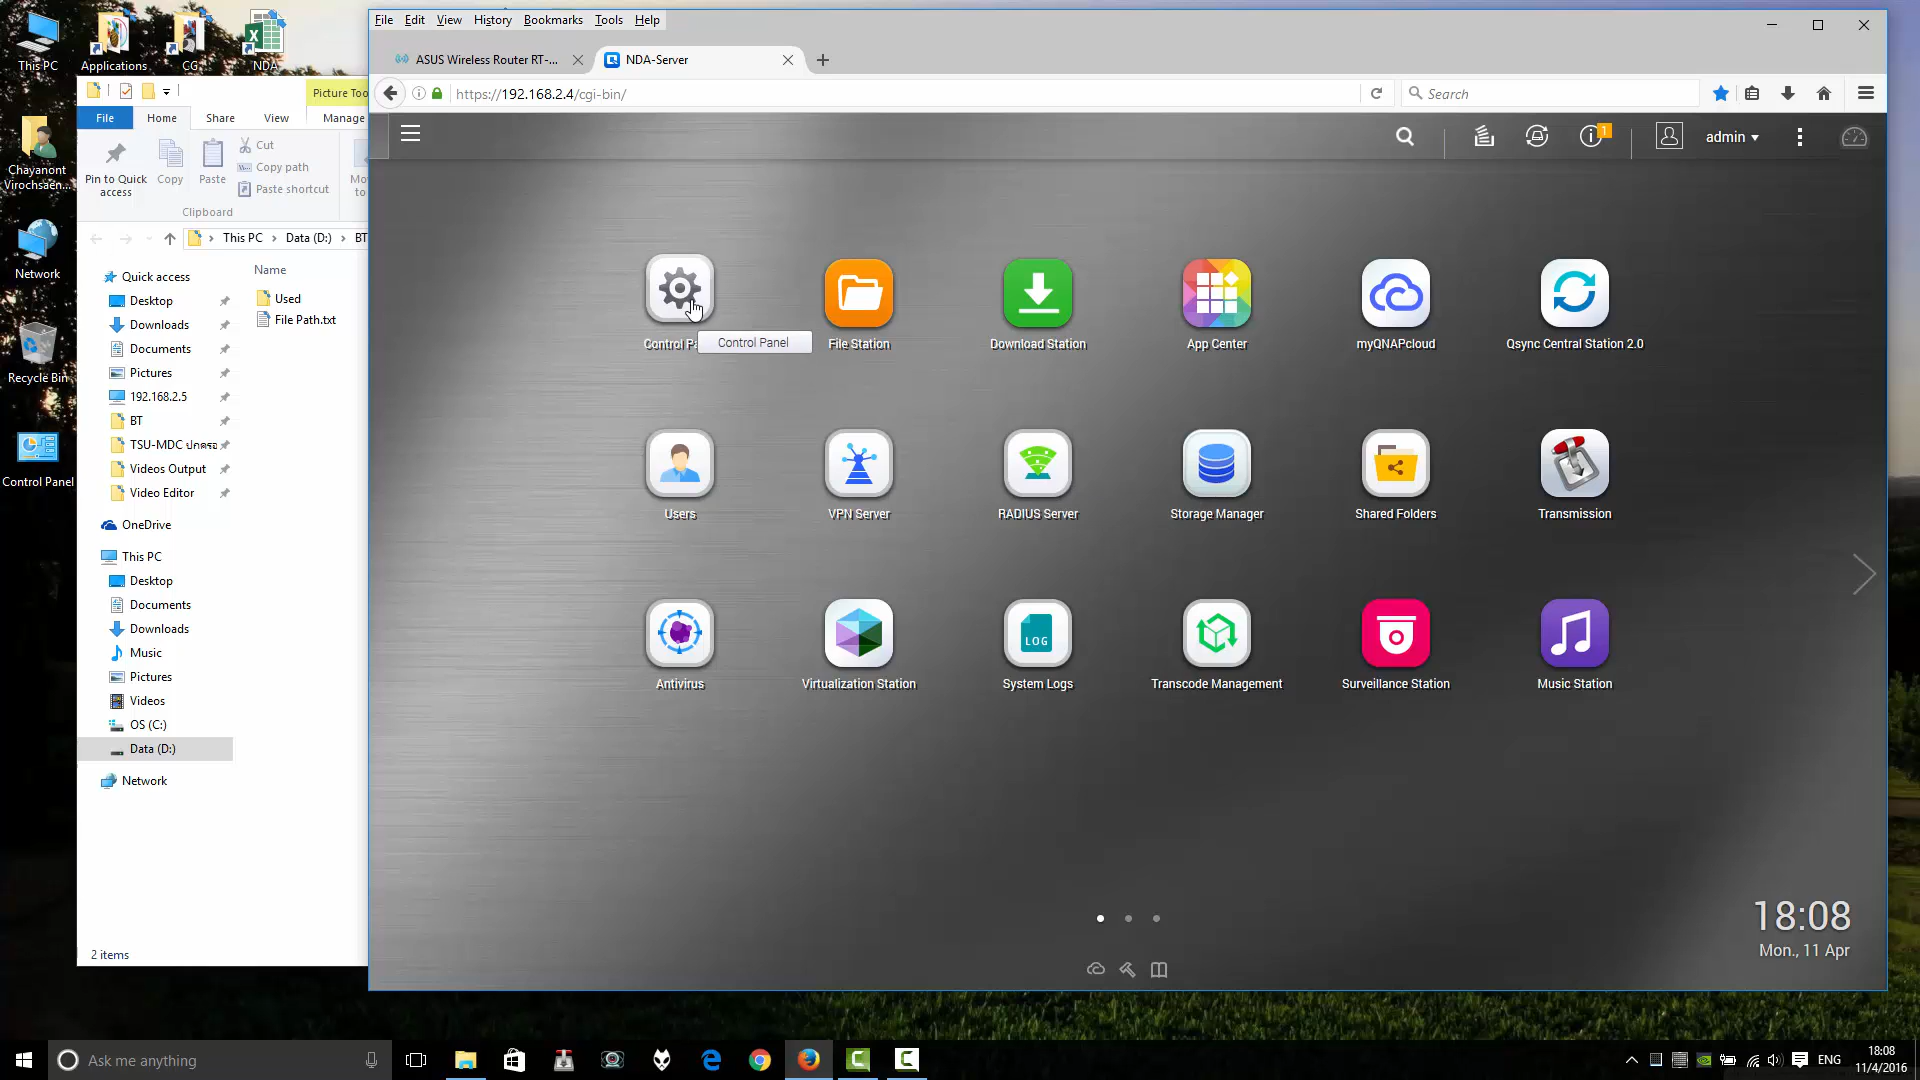 This PC
Applications
CG
NDA
Chayanont
Virochsaen...
Network
Recycle Bin
Control Panel
Picture Too
File
Home
Share
View
Manage
Pin to Quick
access
Copy
Paste
Cut
Copy path
Paste shortcut
Mov
to
Clipboard
This PC
Data (D:)
BT
Quick access
Desktop
Downloads
Documents
Pictures
192.168.2.5
BT
Videos Output
Video Editor
OneDrive
This PC
Desktop
Documents
Downloads
Music
Pictures
Videos
OS (C:)
Data (D:)
Network
Name
Used
File Path.txt
2 items
File Edit View History Bookmarks Tools Help
ASUS Wireless Router RT-...
NDA-Server
https://192.168.2.4/cgi-bin/
Search
1
admin
Control Pa
Control Panel
File Station
Download Station
App Center
myQNAPcloud
Qsync Central Station 2.0
Users
VPN Server
RADIUS Server
Storage Manager
Shared Folders
Transmission
Antivirus
Virtualization Station
LOG
System Logs
Transcode Management
Surveillance Station
Music Station
18:08
Mon., 11 Apr
Ask me anything
ENG
18:08
11/4/2016